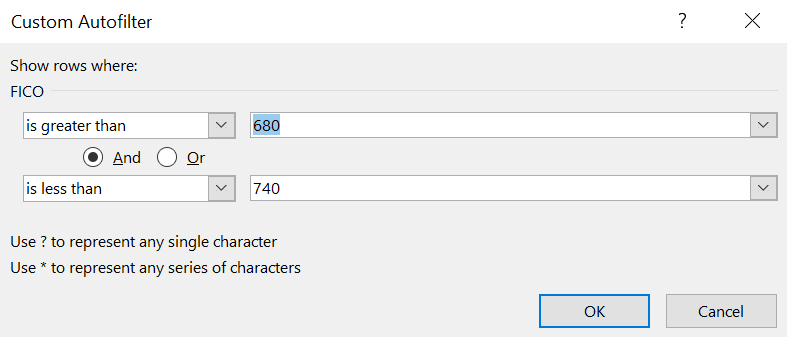 Custom Autofilter ?
Show rows where:
FICO
is greater than 680
And Or
is less than 740
Use ? to represent any single character
Use * to represent any series of characters
OK Cancel